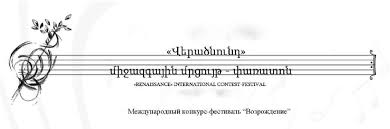 «Վերածնունդ»
միջազգային մրցույթ - փառատոն
«RENAISSANCE» INTERNATIONAL CONTEST-FESTIVAL
Международный конкурс-фестиваль “Возрождение”